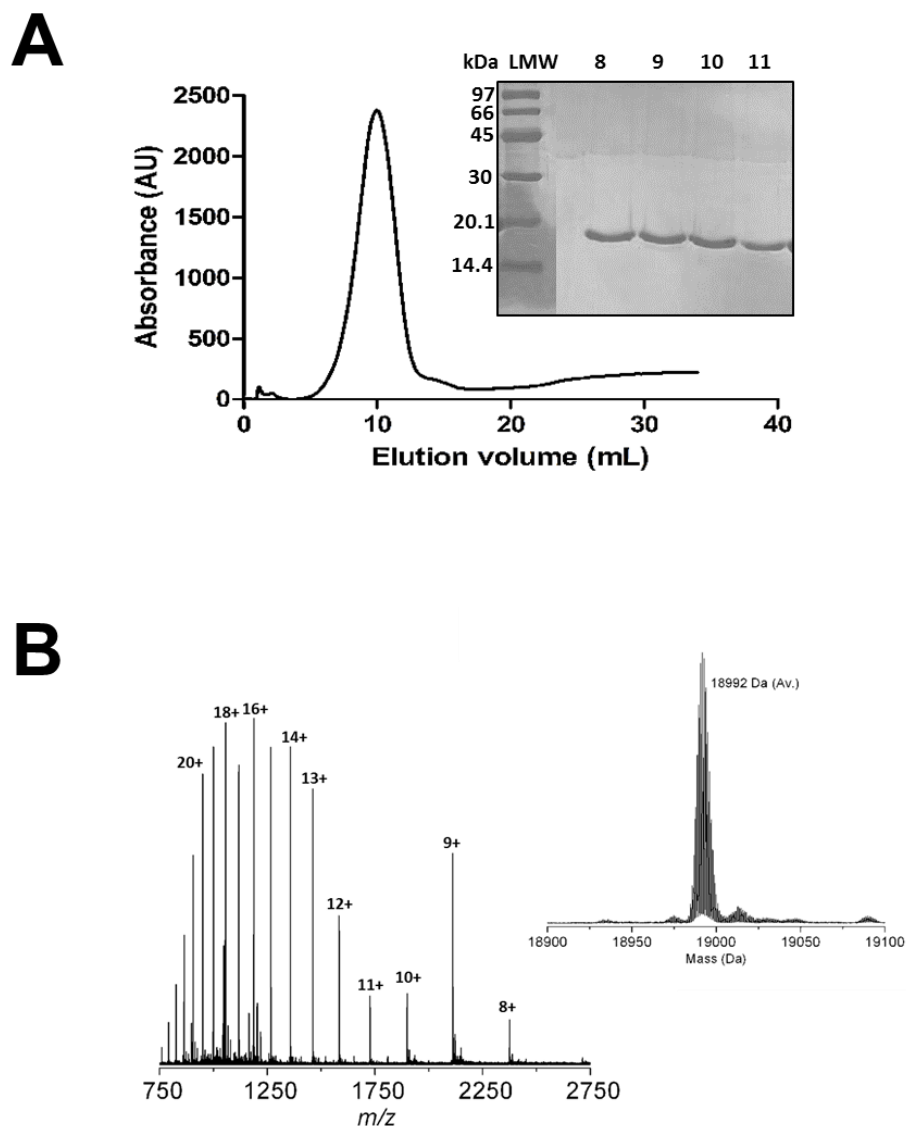 A
kDa LMW 8 9 10 11
97
66
45
30
20.1
14.4
2500
2000
1500
1000
500
0
Absorbance (AU)
0 10 20 30 40
Elution volume (mL)
B
20+ 18+ 16+ 14+ 13+ 12+ 11+ 10+ 9+ 8+
750 1250 1750 2250 2750
m/z
18992 Da (Av.)
18900 18950 19000 19050 19100
Mass (Da)